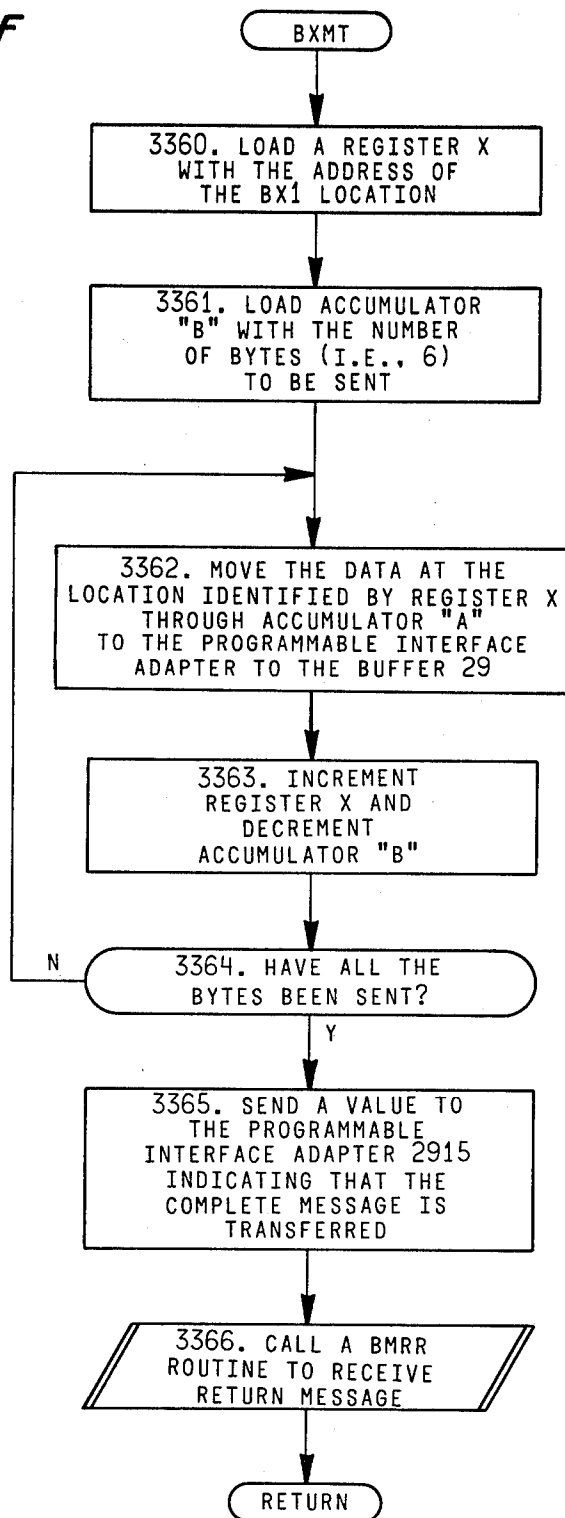 F
BXMT
3360. LOAD A REGISTER X
WITH THE ADDRESS OF
THE BX1 LOCATION
3361. LOAD ACCUMULATOR
"B" WITH THE NUMBER
OF BYTES (I.E., 6)
TO BE SENT
3362. MOVE THE DATA AT THE
LOCATION IDENTIFIED BY REGISTER X
THROUGH ACCUMULATOR "A"
TO THE PROGRAMMABLE INTERFACE
ADAPTER TO THE BUFFER 29
3363. INCREMENT
REGISTER X AND
DECREMENT
ACCUMULATOR "B"
N
3364. HAVE ALL THE
BYTES BEEN SENT?
Y
3365. SEND A VALUE TO
THE PROGRAMMABLE
INTERFACE ADAPTER 2915
INDICATING THAT THE
COMPLETE MESSAGE IS
TRANSFERRED
3366. CALL A BMRR
ROUTINE TO RECEIVE
RETURN MESSAGE
RETURN